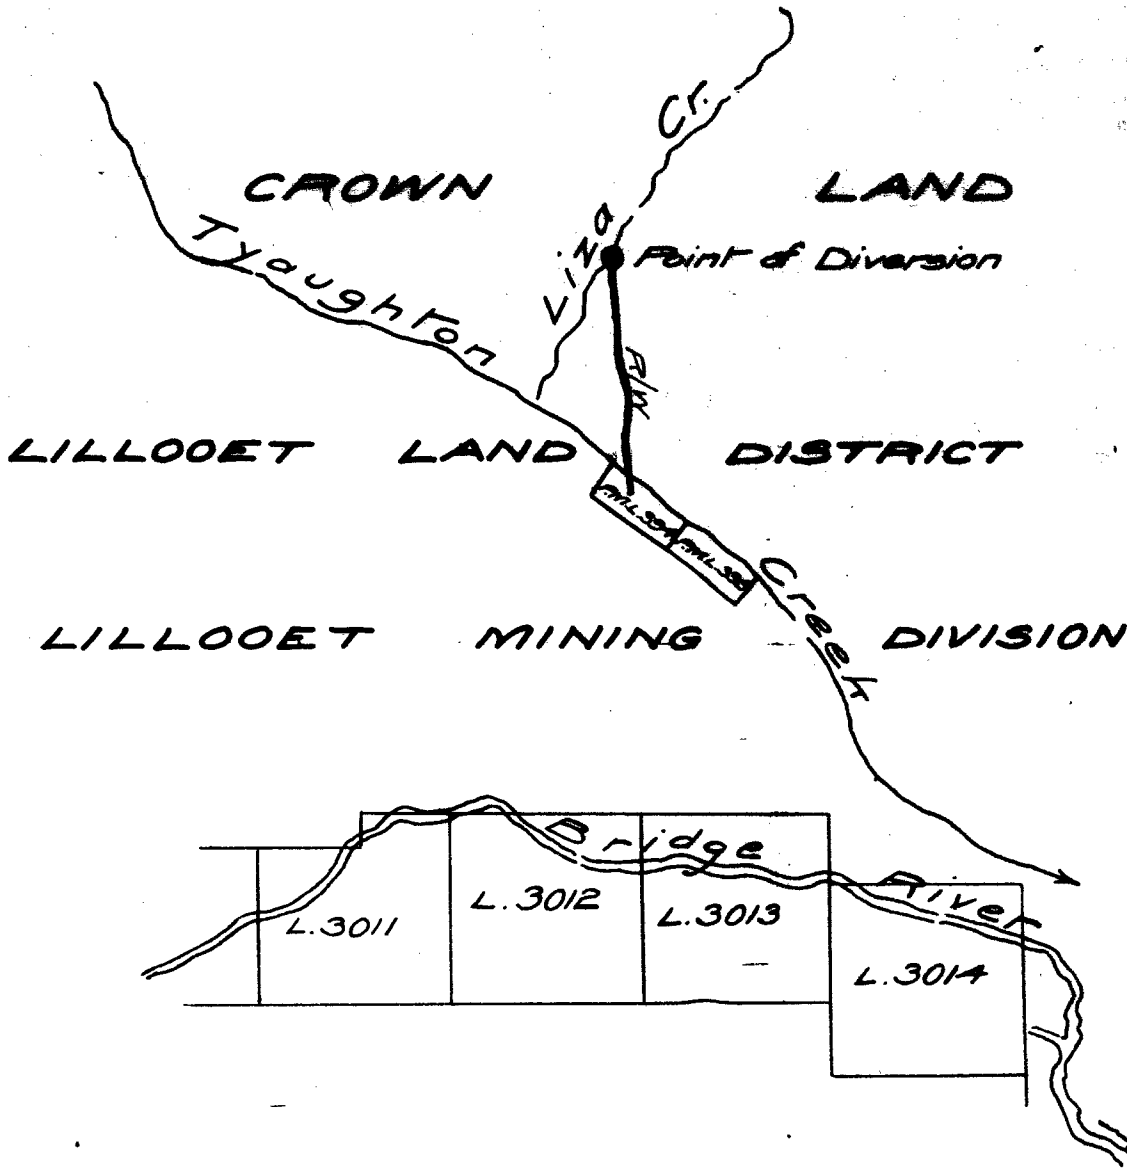 Liza Cr.
CROWN LAND
Tyaughton Creek
Point of Diversion
R/W
LILLOOET LAND DISTRICT
LILLOOET MINING DIVISION
Bridge River
L.3011
L.3012
L.3013
L.3014